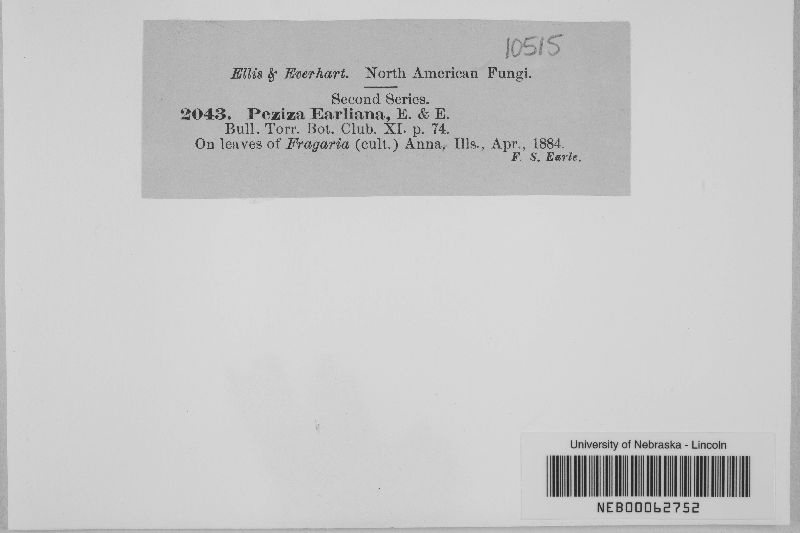 10515
Ellis & Everhart. North American Fungi.
Second Series.
2043. Peziza Earliana, E. & E.
Bull. Torr. Bot. Club. XI. p. 74.
On leaves of Fragaria (cult.) Anna, Ills., Apr., 1884.
F. S. Earle.
University of Nebraska - Lincoln
NEB00062752